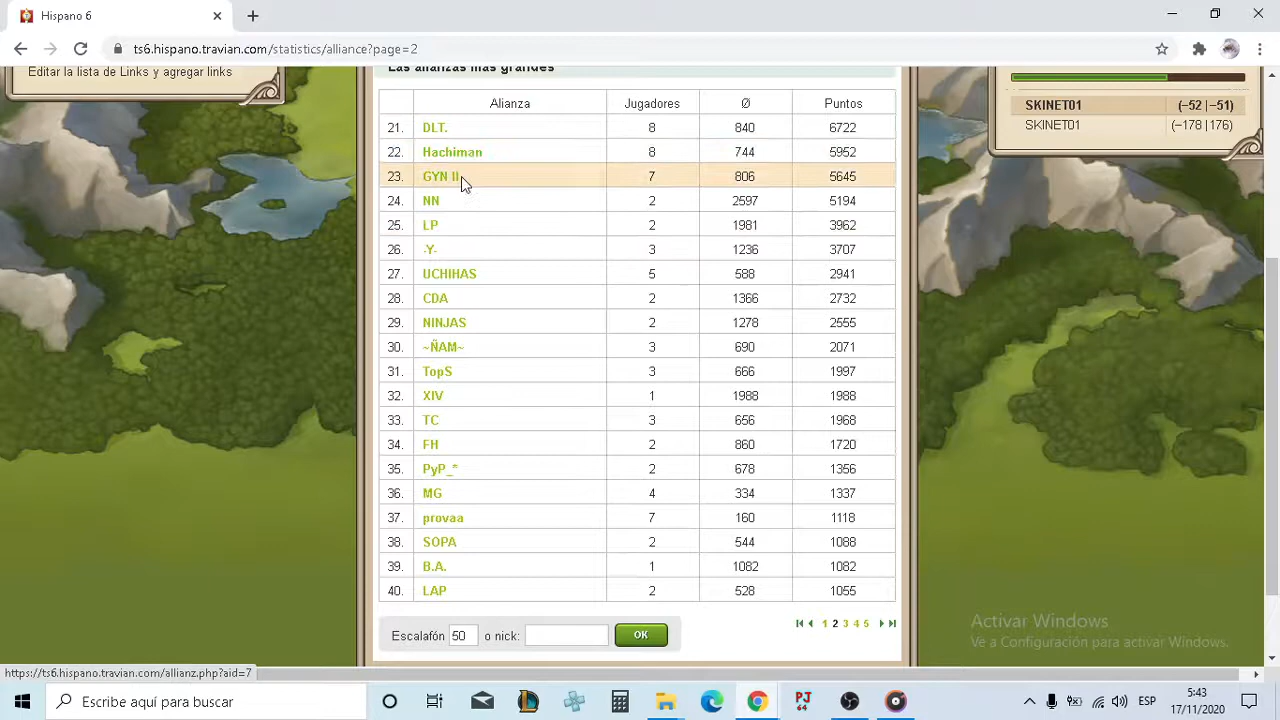 Hispano 6
ts6.hispano.travian.com/statistics/alliance?page=2
Editar la lista de Links y agregar links
Las alianzas más grandes
SKINET01 (−52 | −51)
SKINET01 (−178 | 176)
Alianza Jugadores Ø Puntos
21. DLT. 8 840 6722
22. Hachiman 8 744 5952
23. GYN II 7 806 5645
24. NN 2 2597 5194
25. LP 2 1981 3962
26. -Y- 3 1236 3707
27. UCHIHAS 5 588 2941
28. CDA 2 1366 2732
29. NINJAS 2 1278 2555
30. ~ÑAM~ 3 690 2071
31. TopS 3 666 1997
32. XIV 1 1988 1988
33. TC 3 656 1968
34. FH 2 860 1720
35. PyP_* 2 678 1356
36. MG 4 334 1337
37. provaa 7 160 1118
38. SOPA 2 544 1088
39. B.A. 1 1082 1082
40. LAP 2 528 1055
Escalafón 50 o nick: OK
1 2 3 4 5
Activar Windows
Ve a Configuración para activar Windows.
https://ts6.hispano.travian.com/allianz.php?aid=7
Escribe aquí para buscar
PJ
64
ESP
5:43
17/11/2020